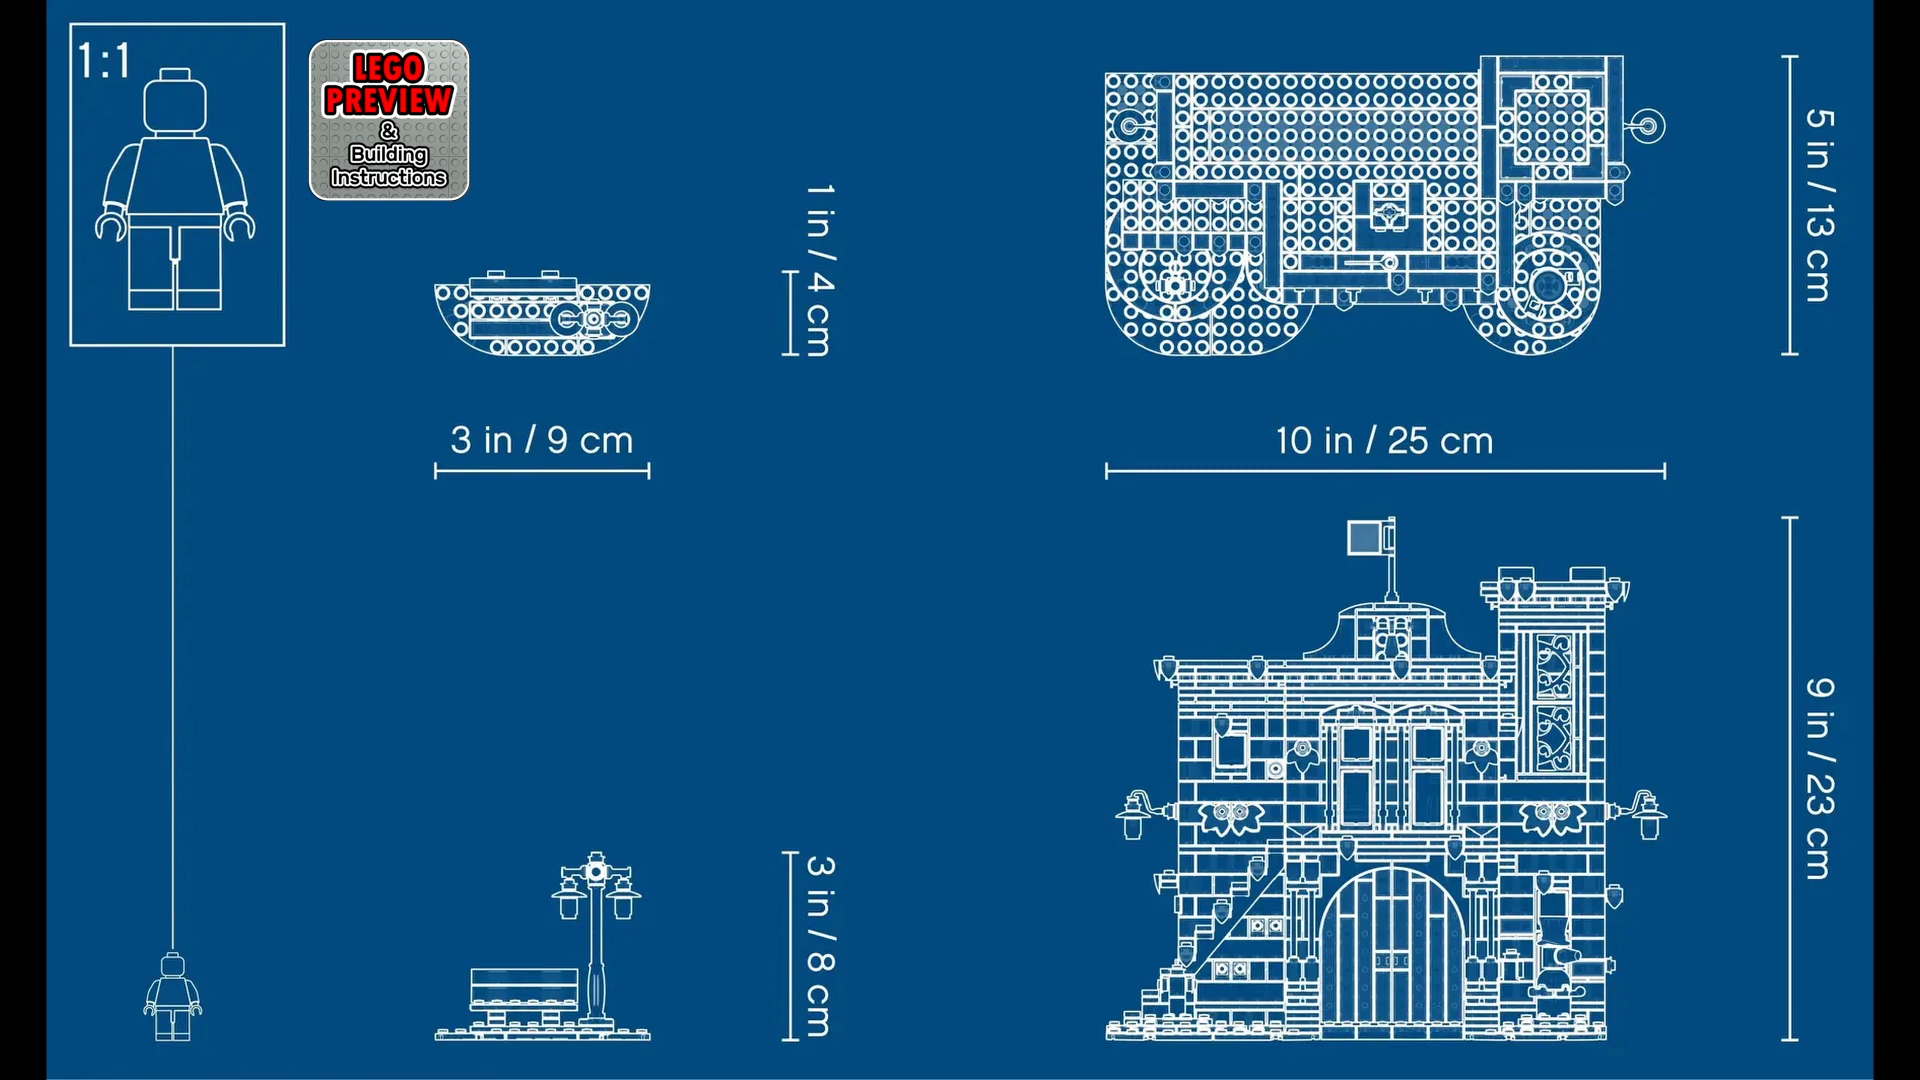 1:1
LEGO
PREVIEW
&
Building
Instructions
1 in / 4 cm
5 in / 13 cm
3 in / 9 cm
10 in / 25 cm
3 in / 8 cm
9 in / 23 cm